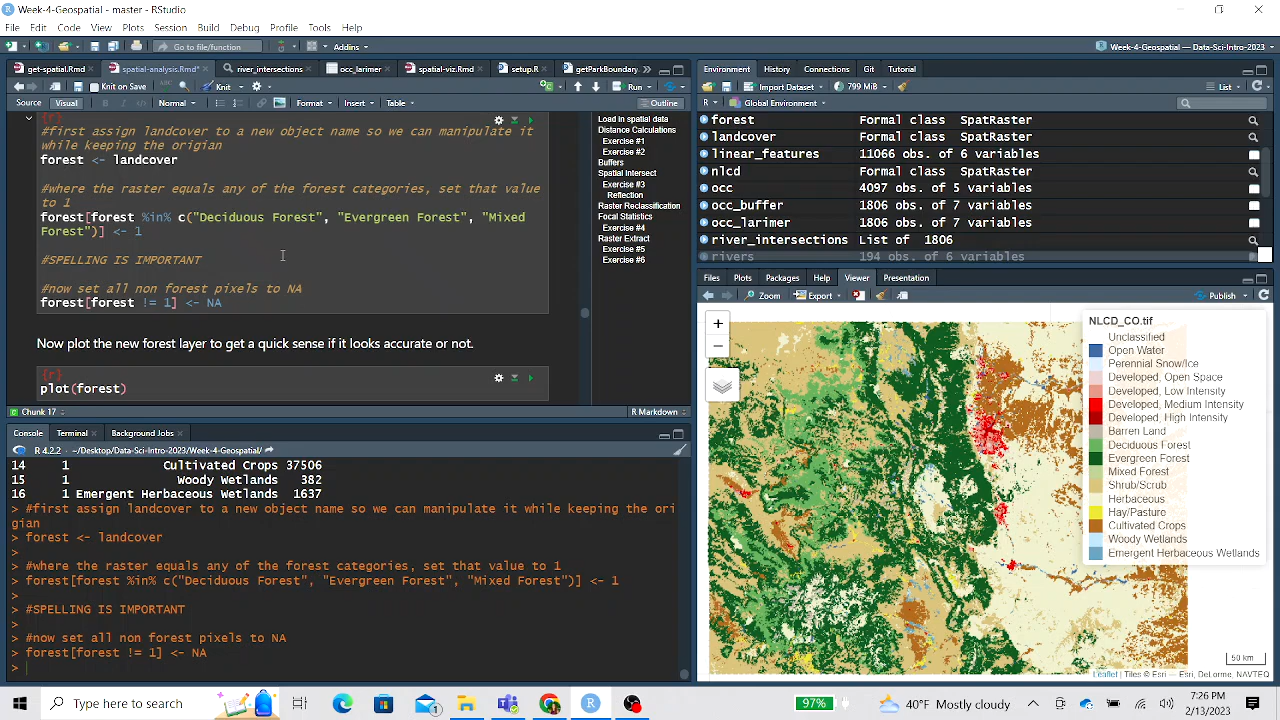 Week-4-Geospatial - master - RStudio
File Edit Code View Plots Session Build Debug Profile Tools Help
Go to file/function
Addins
Week-4-Geospatial — Data-Sci-Intro-2023
get-spatial.Rmd
spatial-analysis.Rmd*
river_intersections
occ_larimer
spatial-viz.Rmd
setup.R
getParkBoundary
Knit on Save
Knit
Run
Source Visual B I Normal Format Insert Table Outline
{r}
#first assign landcover to a new object name so we can manipulate it
while keeping the origian
forest <- landcover
#where the raster equals any of the forest categories, set that value
to 1
forest[forest %in% c("Deciduous Forest", "Evergreen Forest", "Mixed
Forest")] <- 1
#SPELLING IS IMPORTANT
#now set all non forest pixels to NA
forest[forest != 1] <- NA
Now plot the new forest layer to get a quick sense if it looks accurate or not.
{r}
plot(forest)
Load in spatial data
Distance Calculations
Exercise #1
Exercise #2
Buffers
Spatial Intersect
Exercise #3
Reflection
Raster Reclassification
Focal Statistics
Exercise #4
Raster Extract
Exercise #5
Exercise #6
Chunk 17
R Markdown
Console Terminal Background Jobs
R 4.2.2 · ~/Desktop/Data-Sci-Intro-2023/Week-4-Geospatial/
14 1 Cultivated Crops 37506
15 1 Woody Wetlands 382
16 1 Emergent Herbaceous Wetlands 1637
> #first assign landcover to a new object name so we can manipulate it while keeping the ori
gian
> forest <- landcover
>
> #where the raster equals any of the forest categories, set that value to 1
> forest[forest %in% c("Deciduous Forest", "Evergreen Forest", "Mixed Forest")] <- 1
>
> #SPELLING IS IMPORTANT
>
> #now set all non forest pixels to NA
> forest[forest != 1] <- NA
>
Environment History Connections Git Tutorial
Import Dataset 799 MiB List
R Global Environment
forest Formal class SpatRaster
landcover Formal class SpatRaster
linear_features 11066 obs. of 6 variables
nlcd Formal class SpatRaster
occ 4097 obs. of 5 variables
occ_buffer 1806 obs. of 7 variables
occ_larimer 1806 obs. of 7 variables
river_intersections List of 1806
rivers 194 obs. of 6 variables
Files Plots Packages Help Viewer Presentation
Zoom Export Publish
+
−
NLCD_CO.tif
Unclassified
Open Water
Perennial Snow/Ice
Developed, Open Space
Developed, Low Intensity
Developed, Medium Intensity
Developed, High Intensity
Barren Land
Deciduous Forest
Evergreen Forest
Mixed Forest
Shrub/Scrub
Herbaceous
Hay/Pasture
Cultivated Crops
Woody Wetlands
Emergent Herbaceous Wetlands
50 km
Leaflet | Tiles © Esri — Esri, DeLorme, NAVTEQ
Type here to search
97%
40°F Mostly cloudy
7:26 PM
2/13/2023